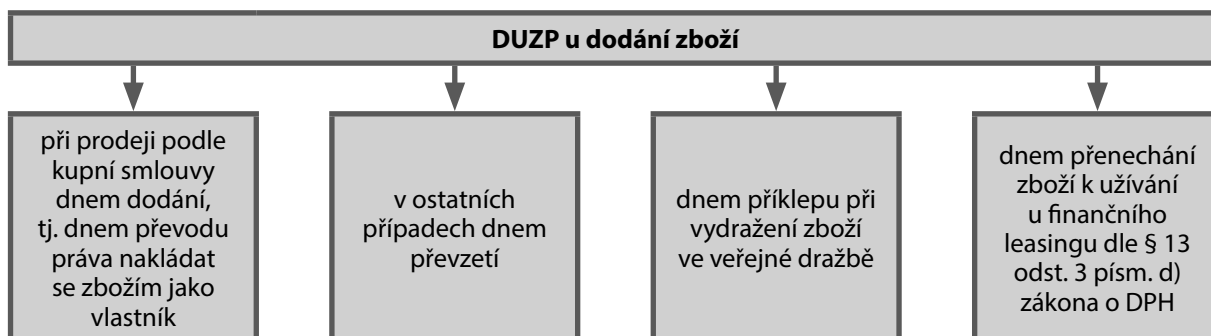 DUZP u dodání zboží
při prodeji podle
kupní smlouvy
dnem dodání,
tj. dnem převodu
práva nakládat
se zbožím jako
vlastník
v ostatních
případech dnem
převzetí
dnem příklepu při
vydražení zboží
ve veřejné dražbě
dnem přenechání
zboží k užívání
u finančního
leasingu dle § 13
odst. 3 písm. d)
zákona o DPH